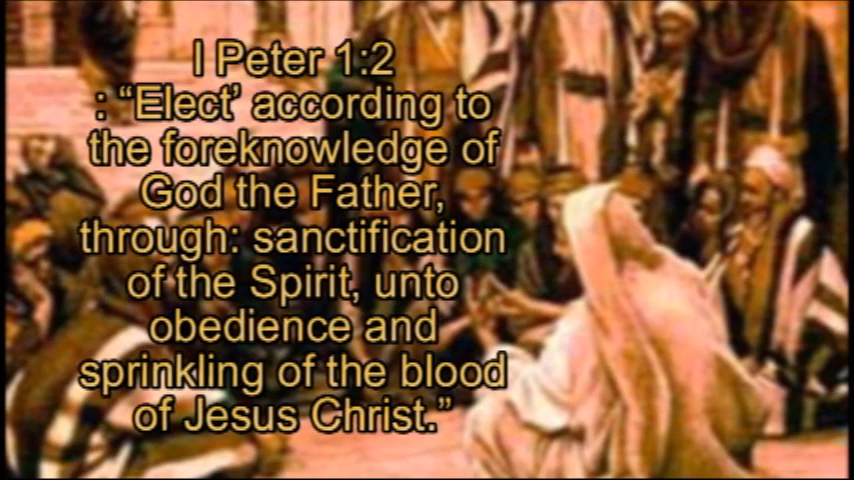 I Peter 1:2
: “Elect’ according to
the foreknowledge of
God the Father,
through: sanctification
of the Spirit, unto
obedience and
sprinkling of the blood
of Jesus Christ.”